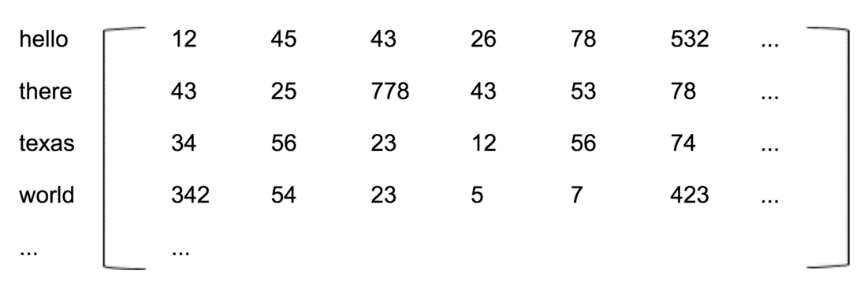 hello 12 45 43 26 78 532 ...
there 43 25 778 43 53 78 ...
texas 34 56 23 12 56 74 ...
world 342 54 23 5 7 423 ...
... ...